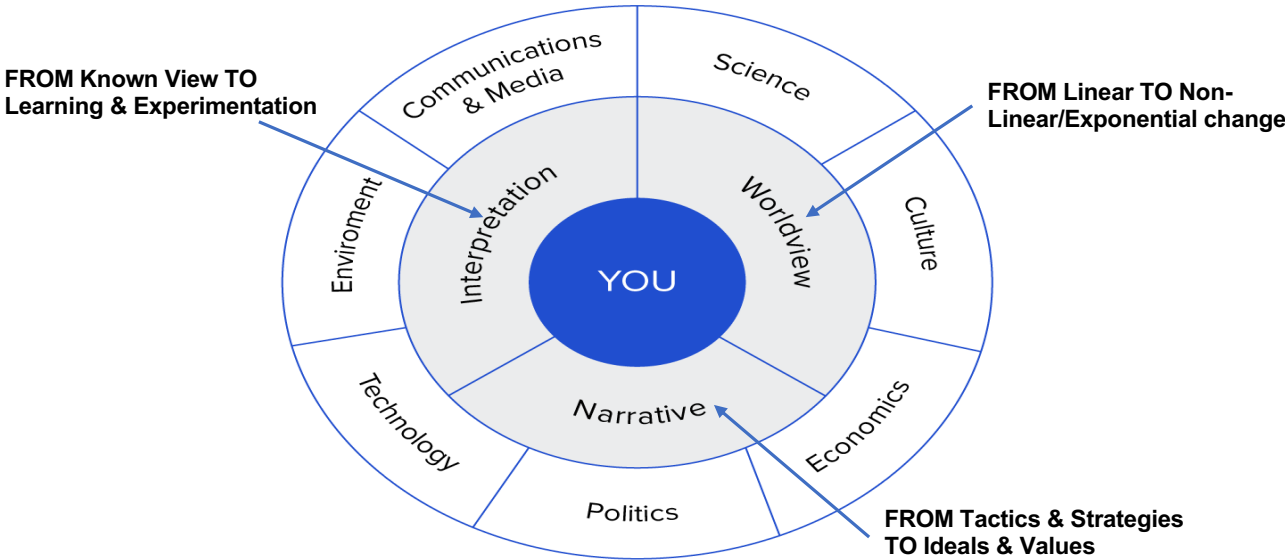 Communications
& Media
Science
FROM Known View TO
Learning & Experimentation
FROM Linear TO Non-
Linear/Exponential change
Enviroment
Interpretation
Worldview
Culture
YOU
Technology
Narrative
Economics
Politics
FROM Tactics & Strategies
TO Ideals & Values